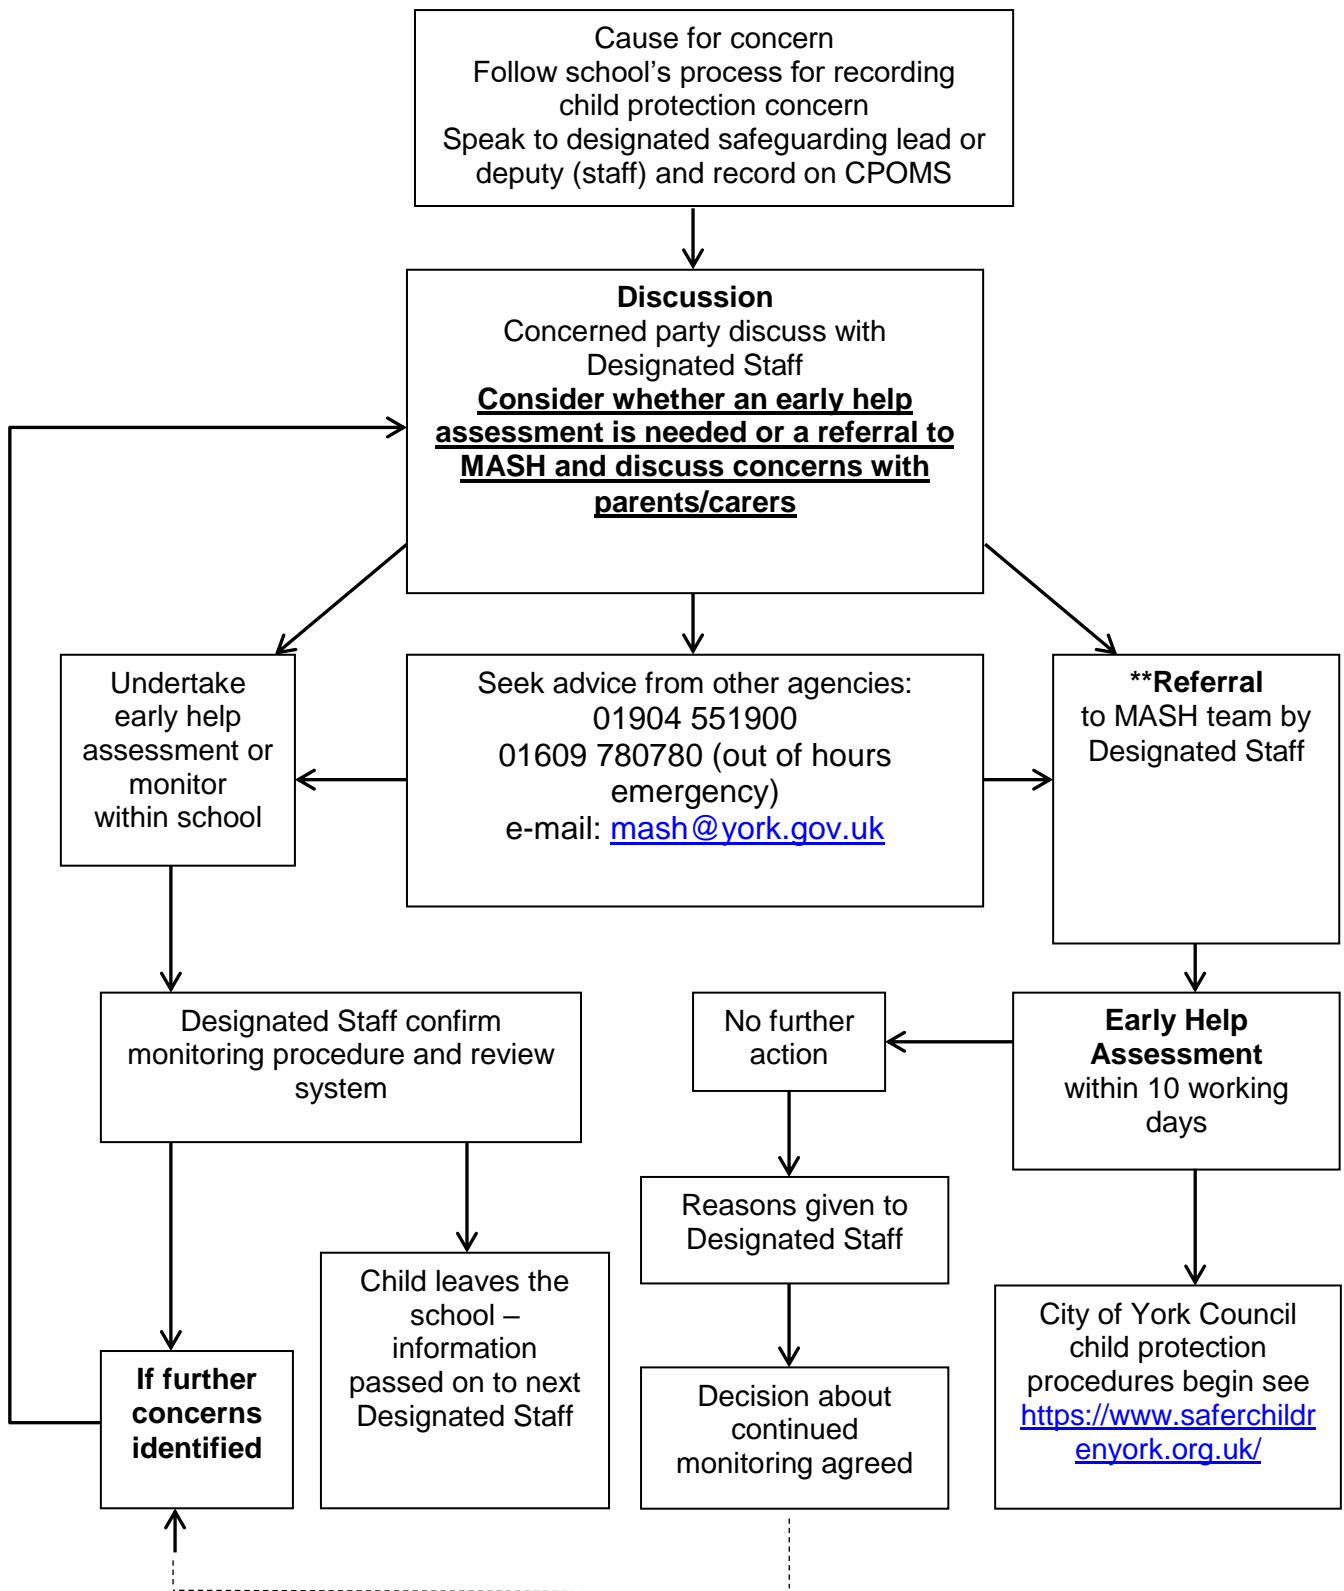 Cause for concern
Follow school’s process for recording
child protection concern
Speak to designated safeguarding lead or
deputy (staff) and record on CPOMS
Discussion
Concerned party discuss with
Designated Staff
Consider whether an early help
assessment is needed or a referral to
MASH and discuss concerns with
parents/carers
Undertake
early help
assessment or
monitor
within school
Seek advice from other agencies:
01904 551900
01609 780780 (out of hours
emergency)
e-mail: mash@york.gov.uk
**Referral
to MASH team by
Designated Staff
Designated Staff confirm
monitoring procedure and review
system
No further
action
Early Help
Assessment
within 10 working
days
Reasons given to
Designated Staff
If further
concerns
identified
Child leaves the
school –
information
passed on to next
Designated Staff
Decision about
continued
monitoring agreed
City of York Council
child protection
procedures begin see
https://www.saferchildr
enyork.org.uk/